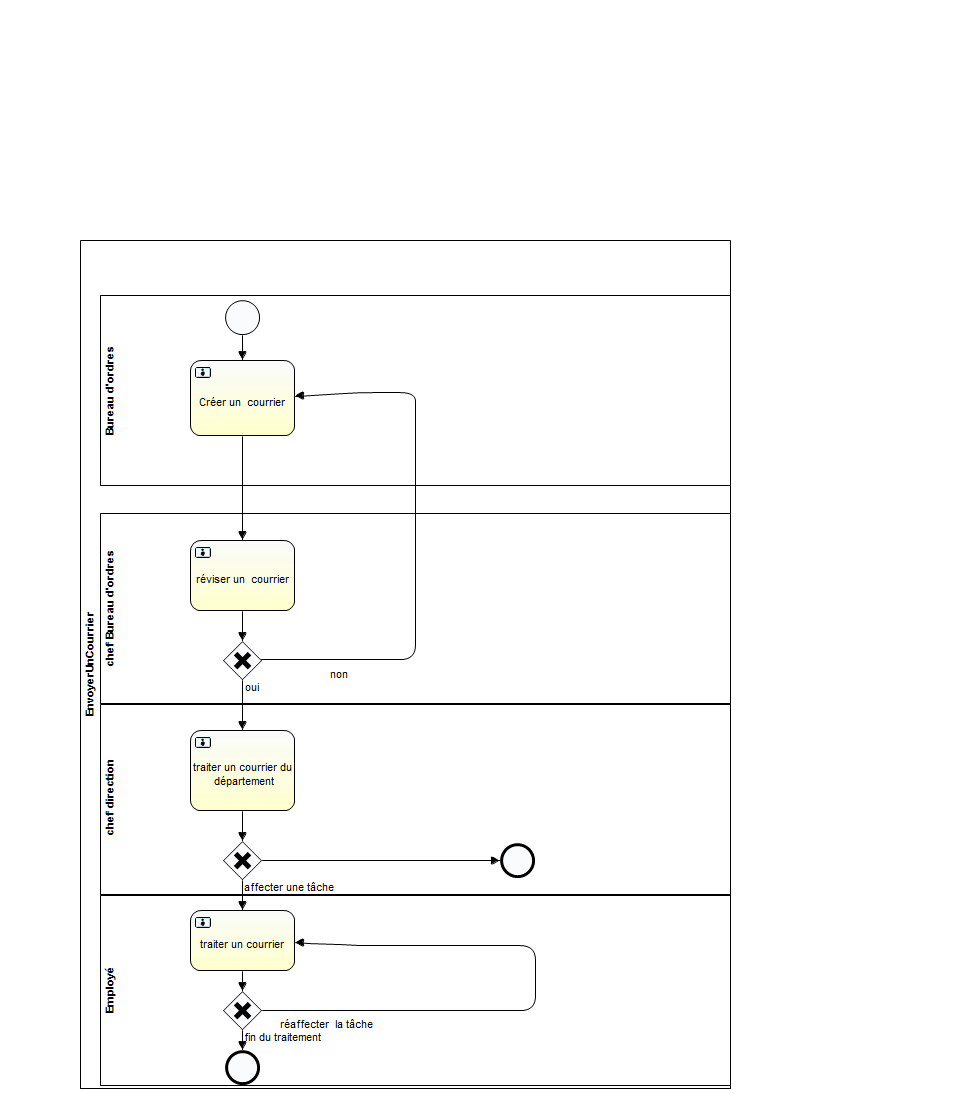 EnvoyerUnCourrier
Bureau d'ordres
Créer un  courrier
chef Bureau d'ordres
réviser un  courrier
non
oui
chef direction
traiter un courrier du
département
affecter une tâche
Employé
traiter un courrier
réaffecter  la tâche
fin du traitement